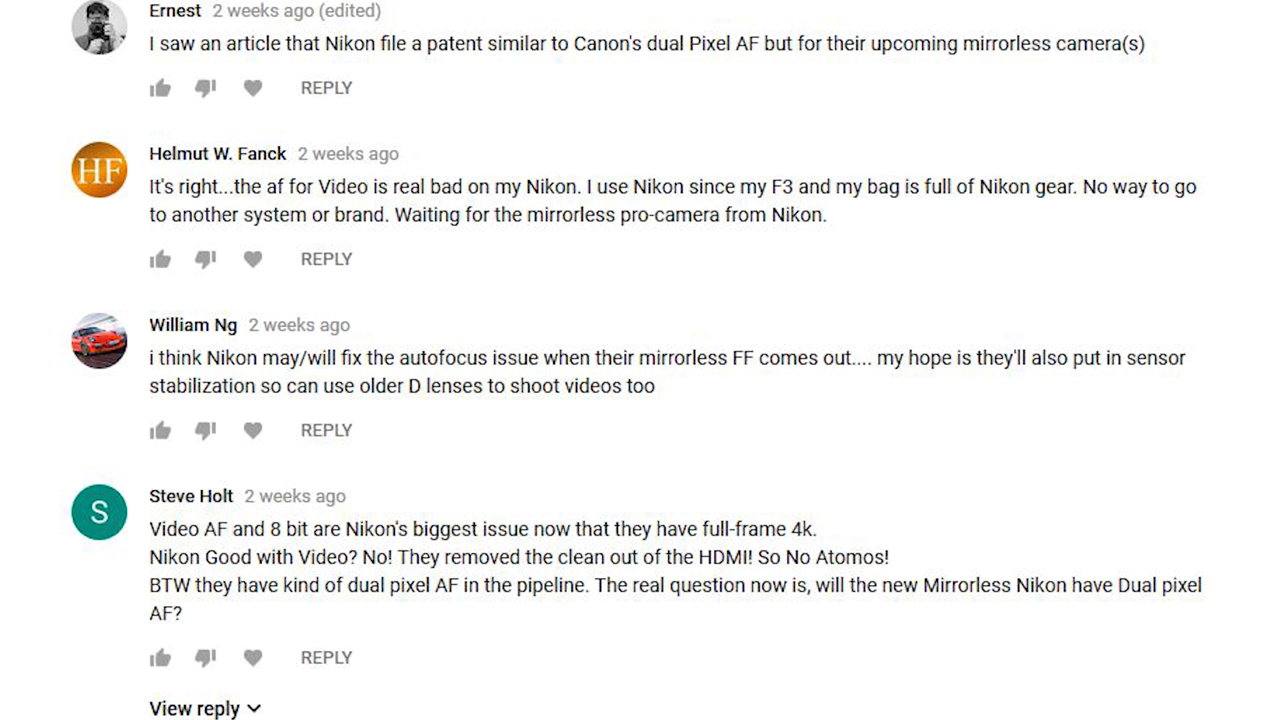 Ernest 2 weeks ago (edited)
I saw an article that Nikon file a patent similar to Canon's dual Pixel AF but for their upcoming mirrorless camera(s)
REPLY
HF
Helmut W. Fanck 2 weeks ago
It's right...the af for Video is real bad on my Nikon. I use Nikon since my F3 and my bag is full of Nikon gear. No way to go
to another system or brand. Waiting for the mirrorless pro-camera from Nikon.
REPLY
William Ng 2 weeks ago
i think Nikon may/will fix the autofocus issue when their mirrorless FF comes out.... my hope is they'll also put in sensor
stabilization so can use older D lenses to shoot videos too
REPLY
S
Steve Holt 2 weeks ago
Video AF and 8 bit are Nikon's biggest issue now that they have full-frame 4k.
Nikon Good with Video? No! They removed the clean out of the HDMI! So No Atomos!
BTW they have kind of dual pixel AF in the pipeline. The real question now is, will the new Mirrorless Nikon have Dual pixel
AF?
REPLY
View reply